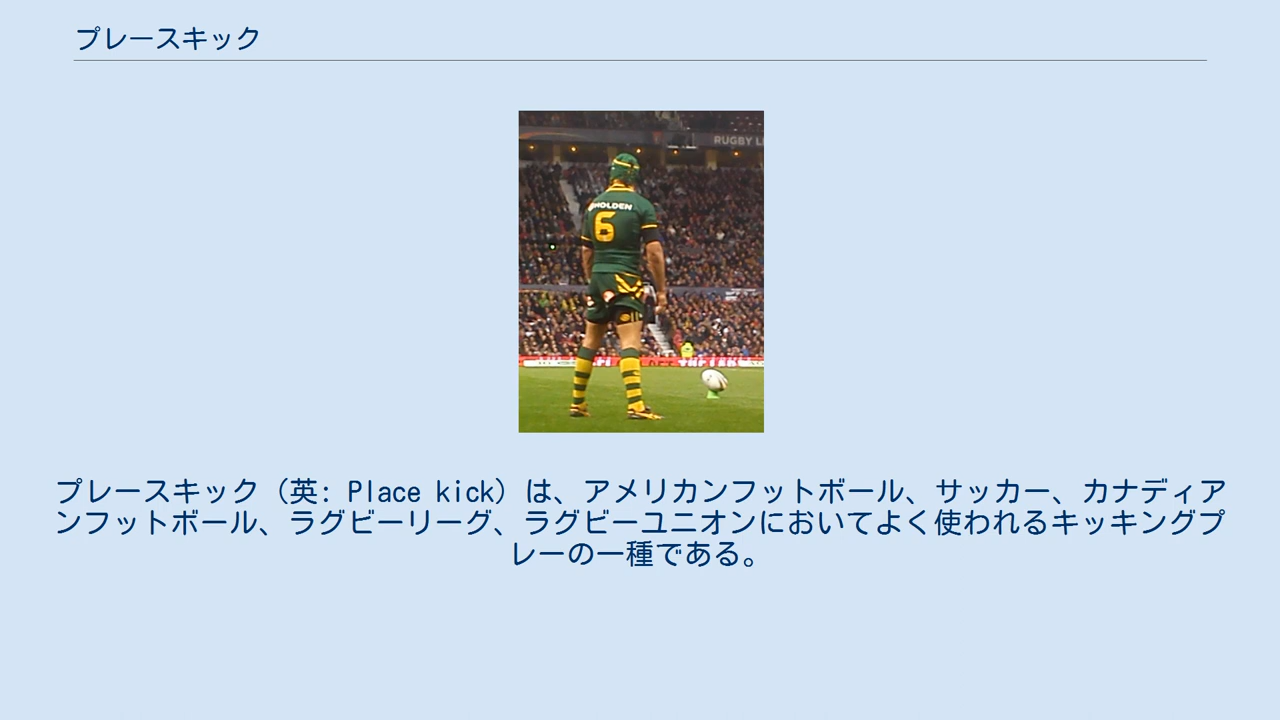 プレースキック
RUGBY L
HOLDEN
6
プレースキック（英: Place kick）は、アメリカンフットボール、サッカー、カナディア
ンフットボール、ラグビーリーグ、ラグビーユニオンにおいてよく使われるキッキングプ
レーの一種である。